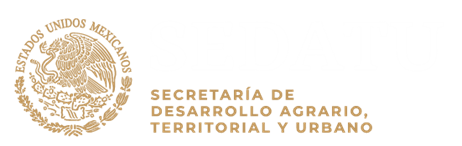 ESTADOS UNIDOS MEXICANOS
SECRETARÍA DE
DESARROLLO AGRARIO,
TERRITORIAL Y URBANO